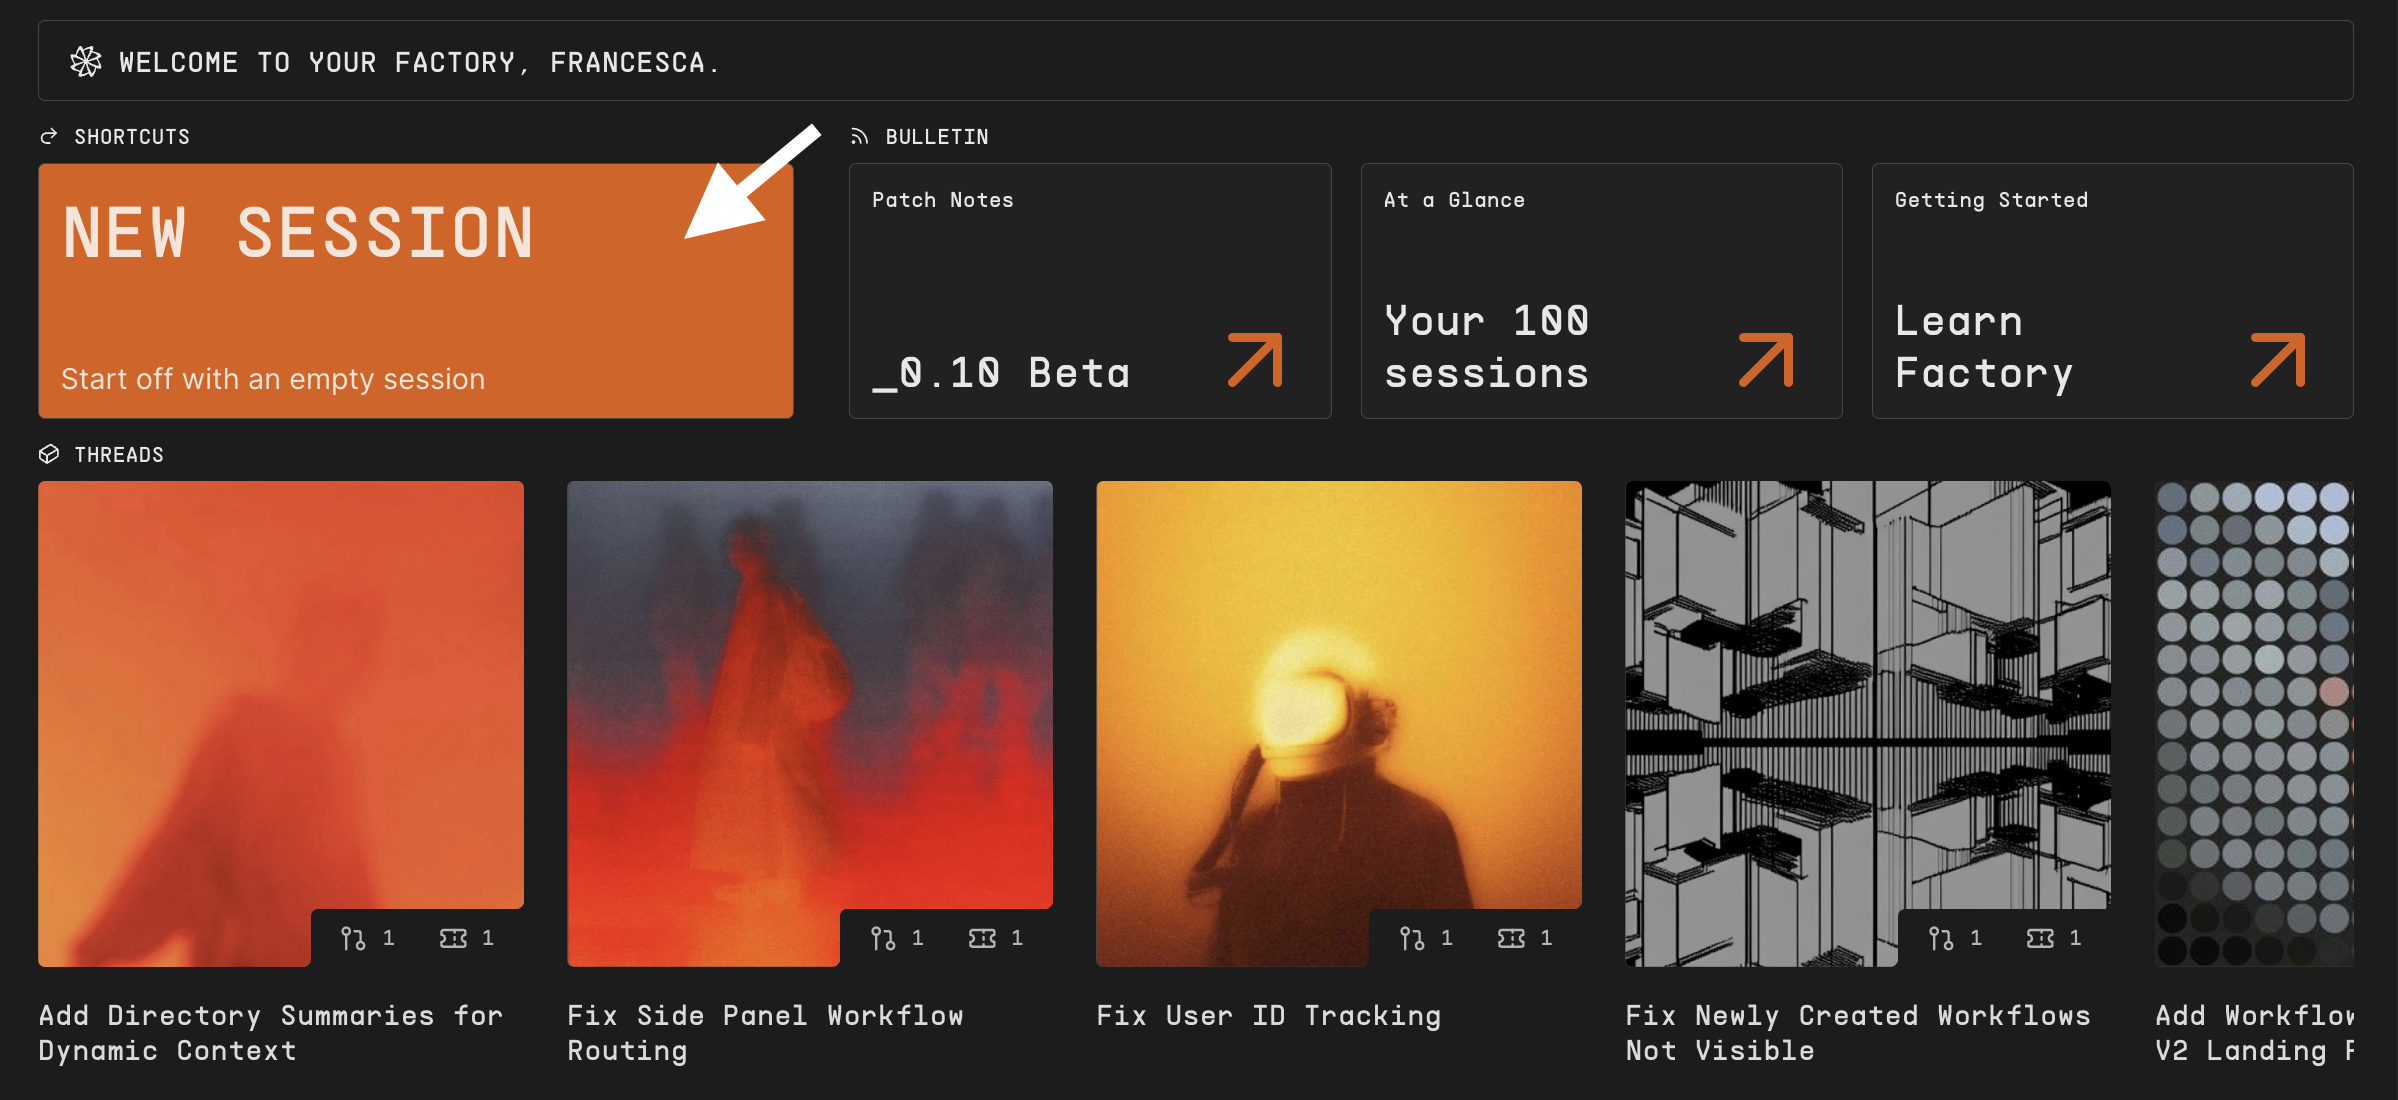 WELCOME TO YOUR FACTORY, FRANCESCA.
SHORTCUTS
NEW SESSION
Start off with an empty session
BULLETIN
Patch Notes
_0.10 Beta
At a Glance
Your 100
sessions
Getting Started
Learn
Factory
THREADS
1 1
Add Directory Summaries for
Dynamic Context
1 1
Fix Side Panel Workflow
Routing
1 1
Fix User ID Tracking
1 1
Fix Newly Created Workflows
Not Visible
Add
V2 Landing